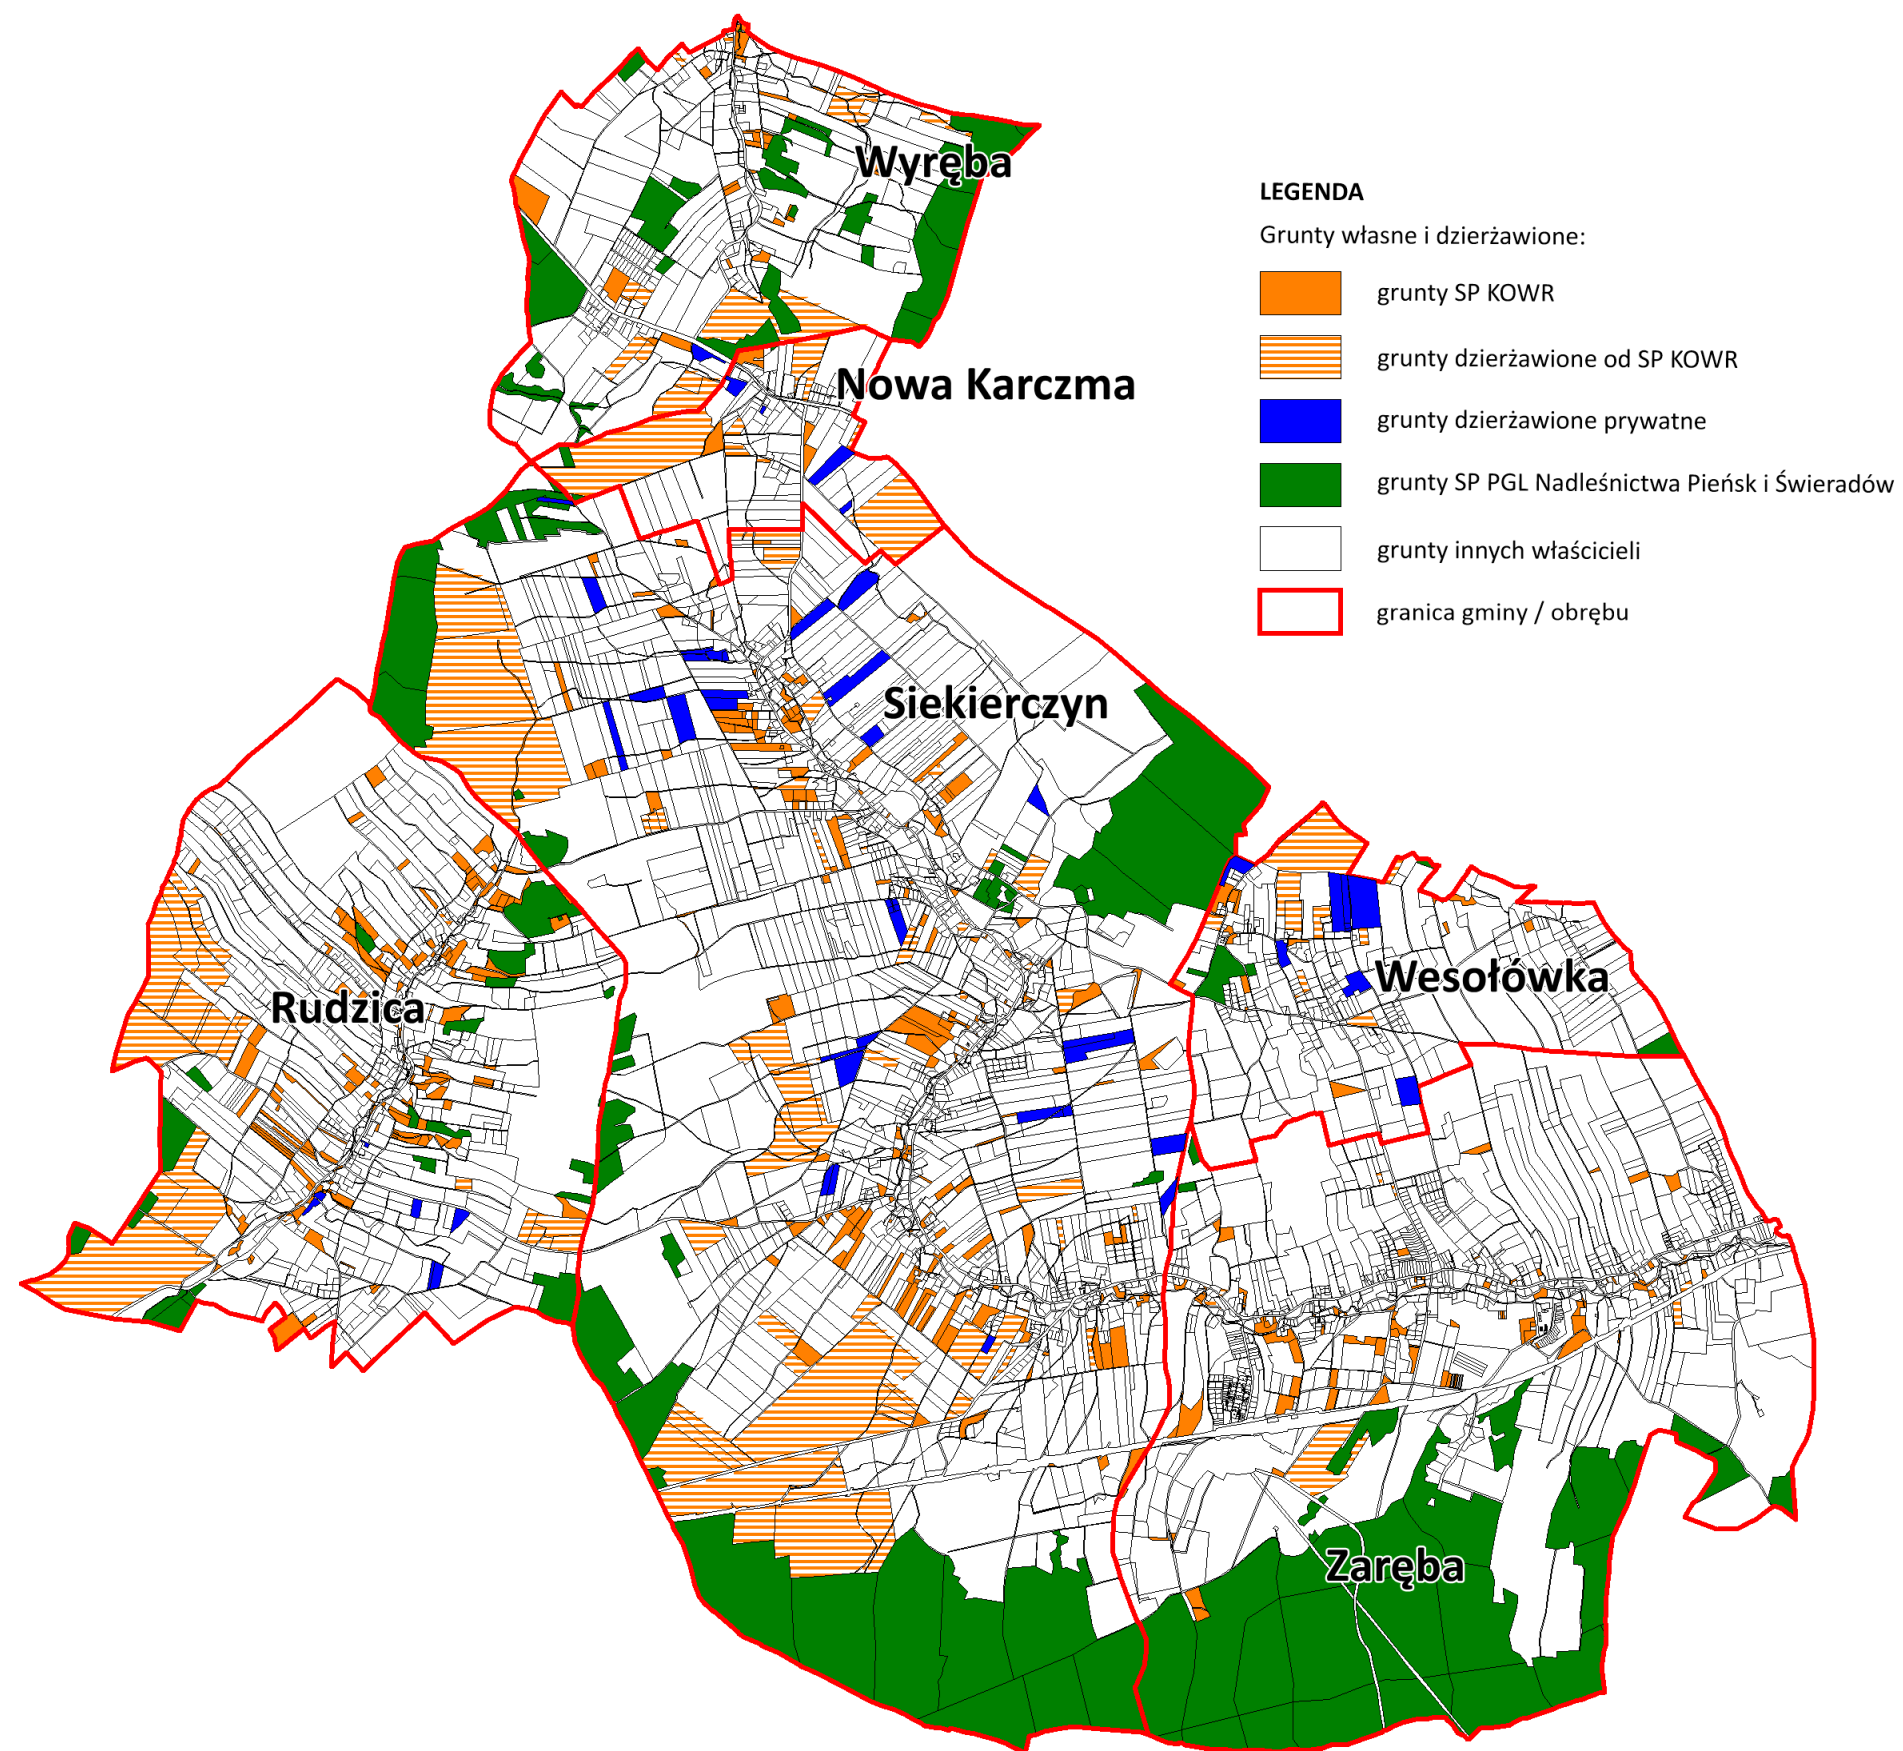 Wyręba
LEGENDA
Grunty własne i dzierżawione:
grunty SP KOWR
grunty dzierżawione od SP KOWR
grunty dzierżawione prywatne
grunty SP PGL Nadleśnictwa Pieńsk i Świeradów
grunty innych właścicieli
granica gminy / obrębu
Nowa Karczma
Siekierczyn
Wesołówka
Rudzica
Zaręba